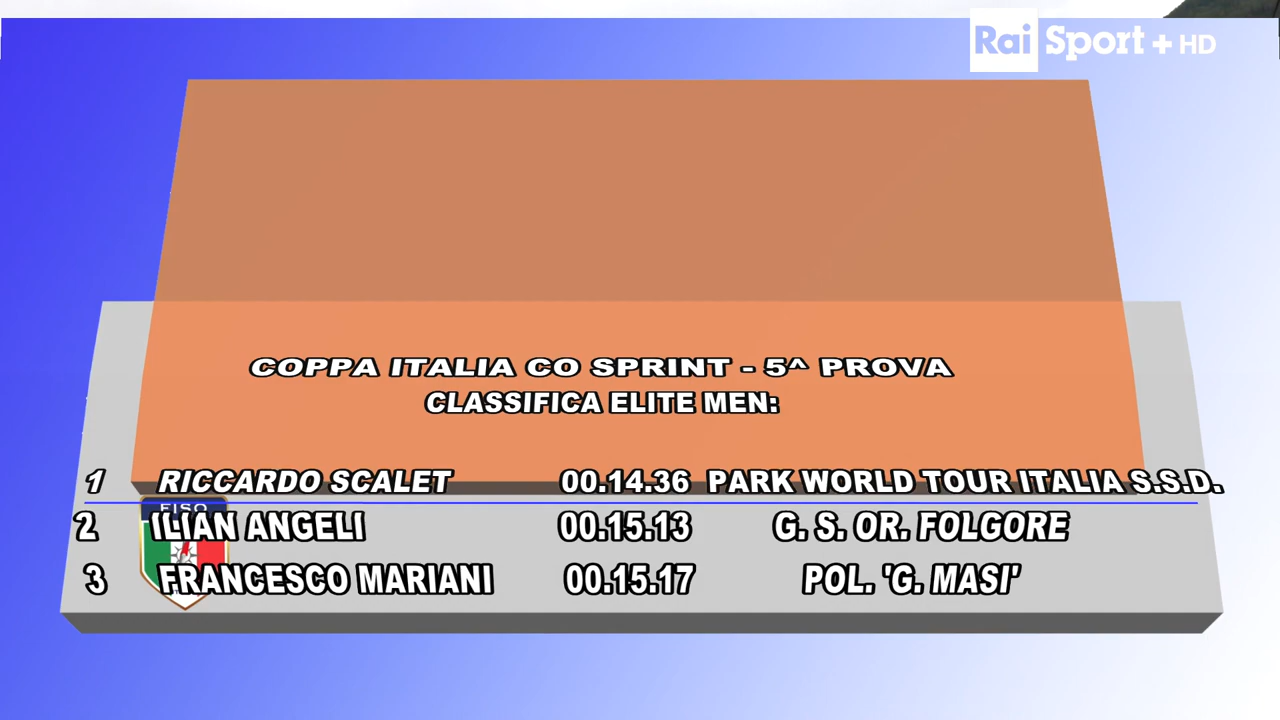 Rai Sport + HD
COPPA ITALIA CO SPRINT - 5^ PROVA
CLASSIFICA ELITE MEN:
1 RICCARDO SCALET 00.14.36 PARK WORLD TOUR ITALIA S.S.D.
FISO
2 ILIAN ANGELI 00.15.13 G. S. OR. FOLGORE
3 FRANCESCO MARIANI 00.15.17 POL. 'G. MASI'